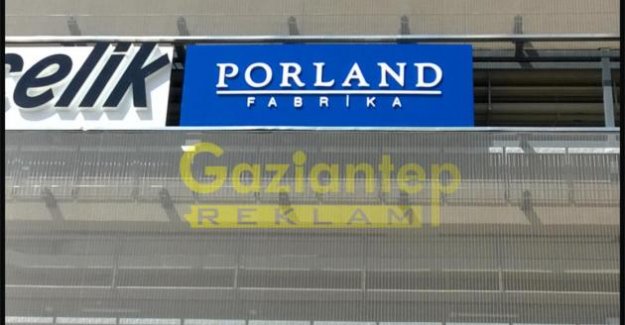 çelik
PORLAND
FABRİKA
Gaziantep
REKLAM